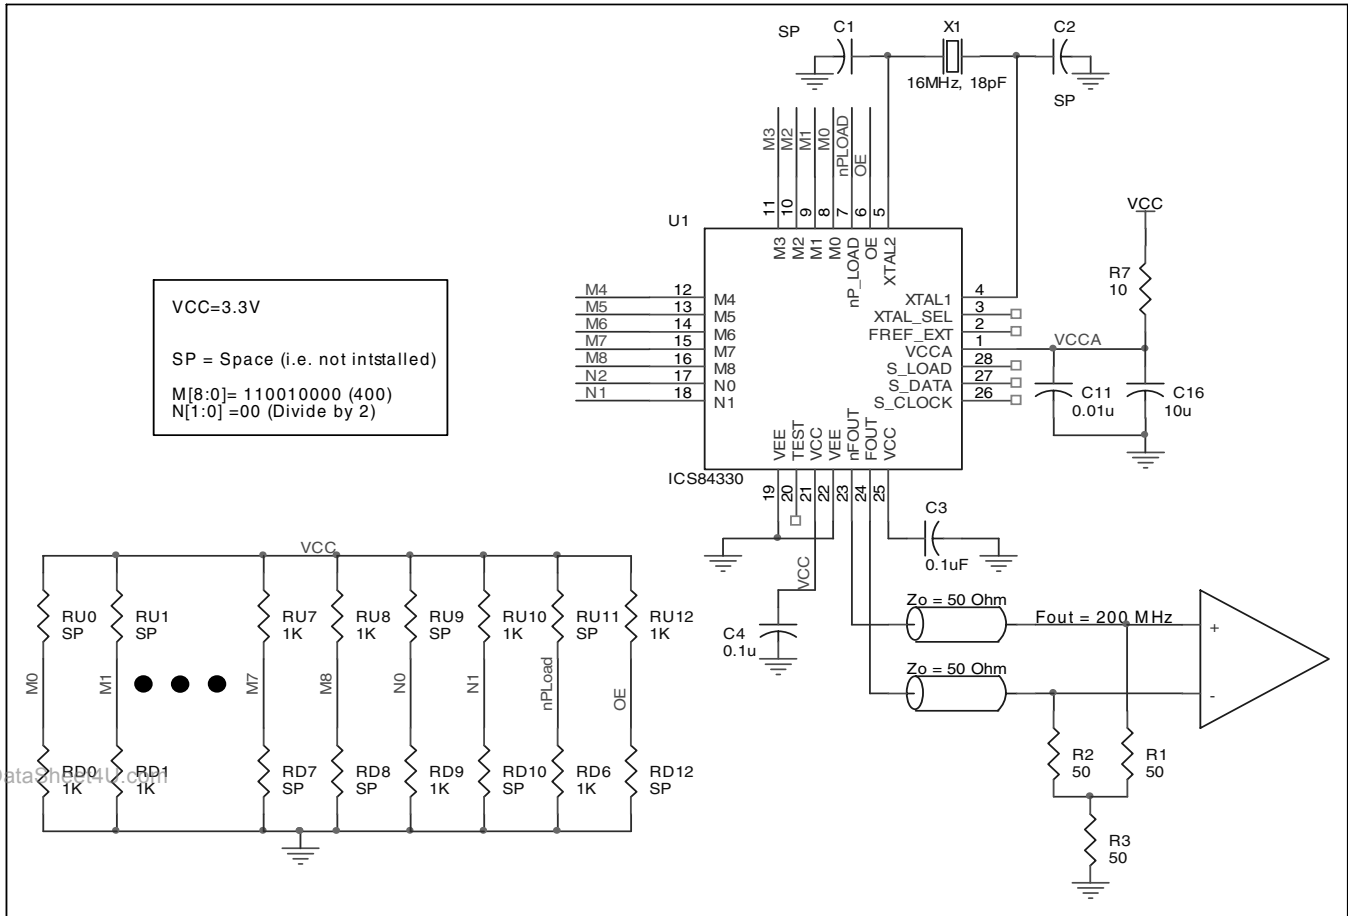 SP
C1
X1
C2
16MHz, 18pF
SP
M3
M2
M1
M0
nPLOAD
OE
11
10
9
8
7
6
5
U1
M3
M2
M1
M0
nP_LOAD
OE
XTAL2
VCC
R7
10
VCC=3.3V
SP = Space (i.e. not intstalled)
M[8:0]= 110010000 (400)
N[1:0] =00 (Divide by 2)
M4 12 M4
M5 13 M5
M6 14 M6
M7 15 M7
M8 16 M8
N2 17 N0
N1 18 N1
XTAL1 4
XTAL_SEL 3
FREF_EXT 2
VCCA 1 VCCA
S_LOAD 28
S_DATA 27
S_CLOCK 26
C11
0.01u
C16
10u
VEE
TEST
VCC
VEE
nFOUT
FOUT
VCC
ICS84330
19
20
21
22
23
24
25
C3
0.1uF
VCC
C4
0.1u
Zo = 50 Ohm
Fout = 200 MHz
Zo = 50 Ohm
+
-
R2
50
R1
50
R3
50
VCC
RU0
SP
RU1
SP
RU7
1K
RU8
1K
RU9
SP
RU10
1K
RU11
SP
RU12
1K
M0
M1
M7
M8
N0
N1
nPLoad
OE
RD0
1K
RD1
1K
RD7
SP
RD8
SP
RD9
1K
RD10
SP
RD6
1K
RD12
SP
DataSheet4U.com